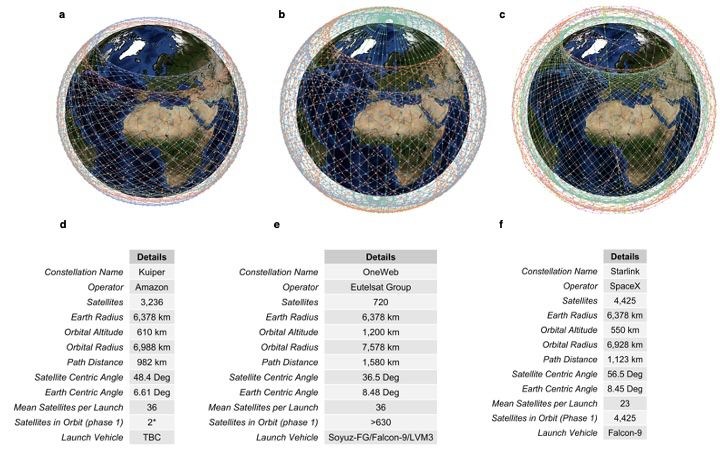 a
b
c
d
e
f
Details
Constellation Name Kuiper
Operator Amazon
Satellites 3,236
Earth Radius 6,378 km
Orbital Altitude 610 km
Orbital Radius 6,988 km
Path Distance 982 km
Satellite Centric Angle 48.4 Deg
Earth Centric Angle 6.61 Deg
Mean Satellites per Launch 36
Satellites in Orbit (phase 1) 2*
Launch Vehicle TBC
Details
Constellation Name OneWeb
Operator Eutelsat Group
Satellites 720
Earth Radius 6,378 km
Orbital Altitude 1,200 km
Orbital Radius 7,578 km
Path Distance 1,580 km
Satellite Centric Angle 36.5 Deg
Earth Centric Angle 8.48 Deg
Mean Satellites per Launch 36
Satellites in Orbit (phase 1) >630
Launch Vehicle Soyuz-FG/Falcon-9/LVM3
Details
Constellation Name Starlink
Operator SpaceX
Satellites 4,425
Earth Radius 6,378 km
Orbital Altitude 550 km
Orbital Radius 6,928 km
Path Distance 1,123 km
Satellite Centric Angle 56.5 Deg
Earth Centric Angle 8.45 Deg
Mean Satellites per Launch 23
Satellites in Orbit (Phase 1) 4,425
Launch Vehicle Falcon-9